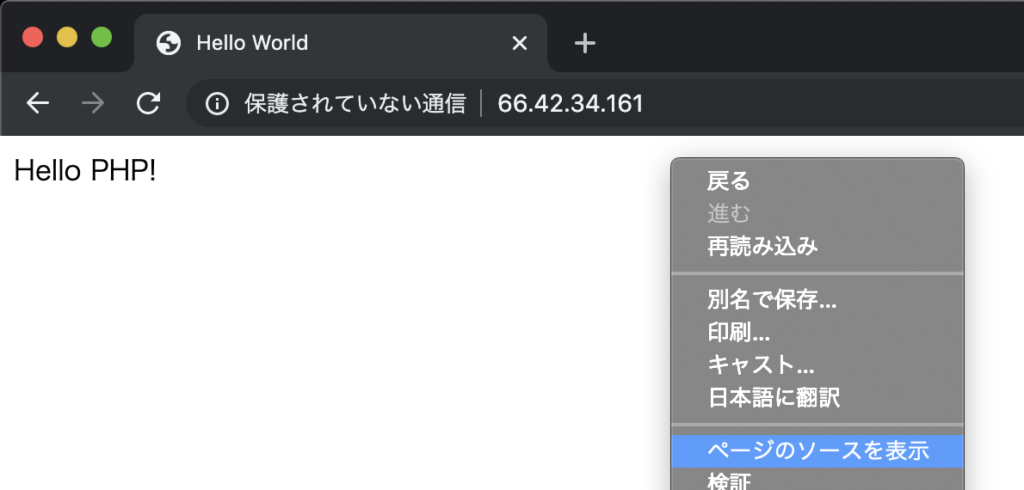 Hello World
保護されていない通信 66.42.34.161
Hello PHP!
戻る
進む
再読み込み
別名で保存...
印刷...
キャスト...
日本語に翻訳
ページのソースを表示
検証